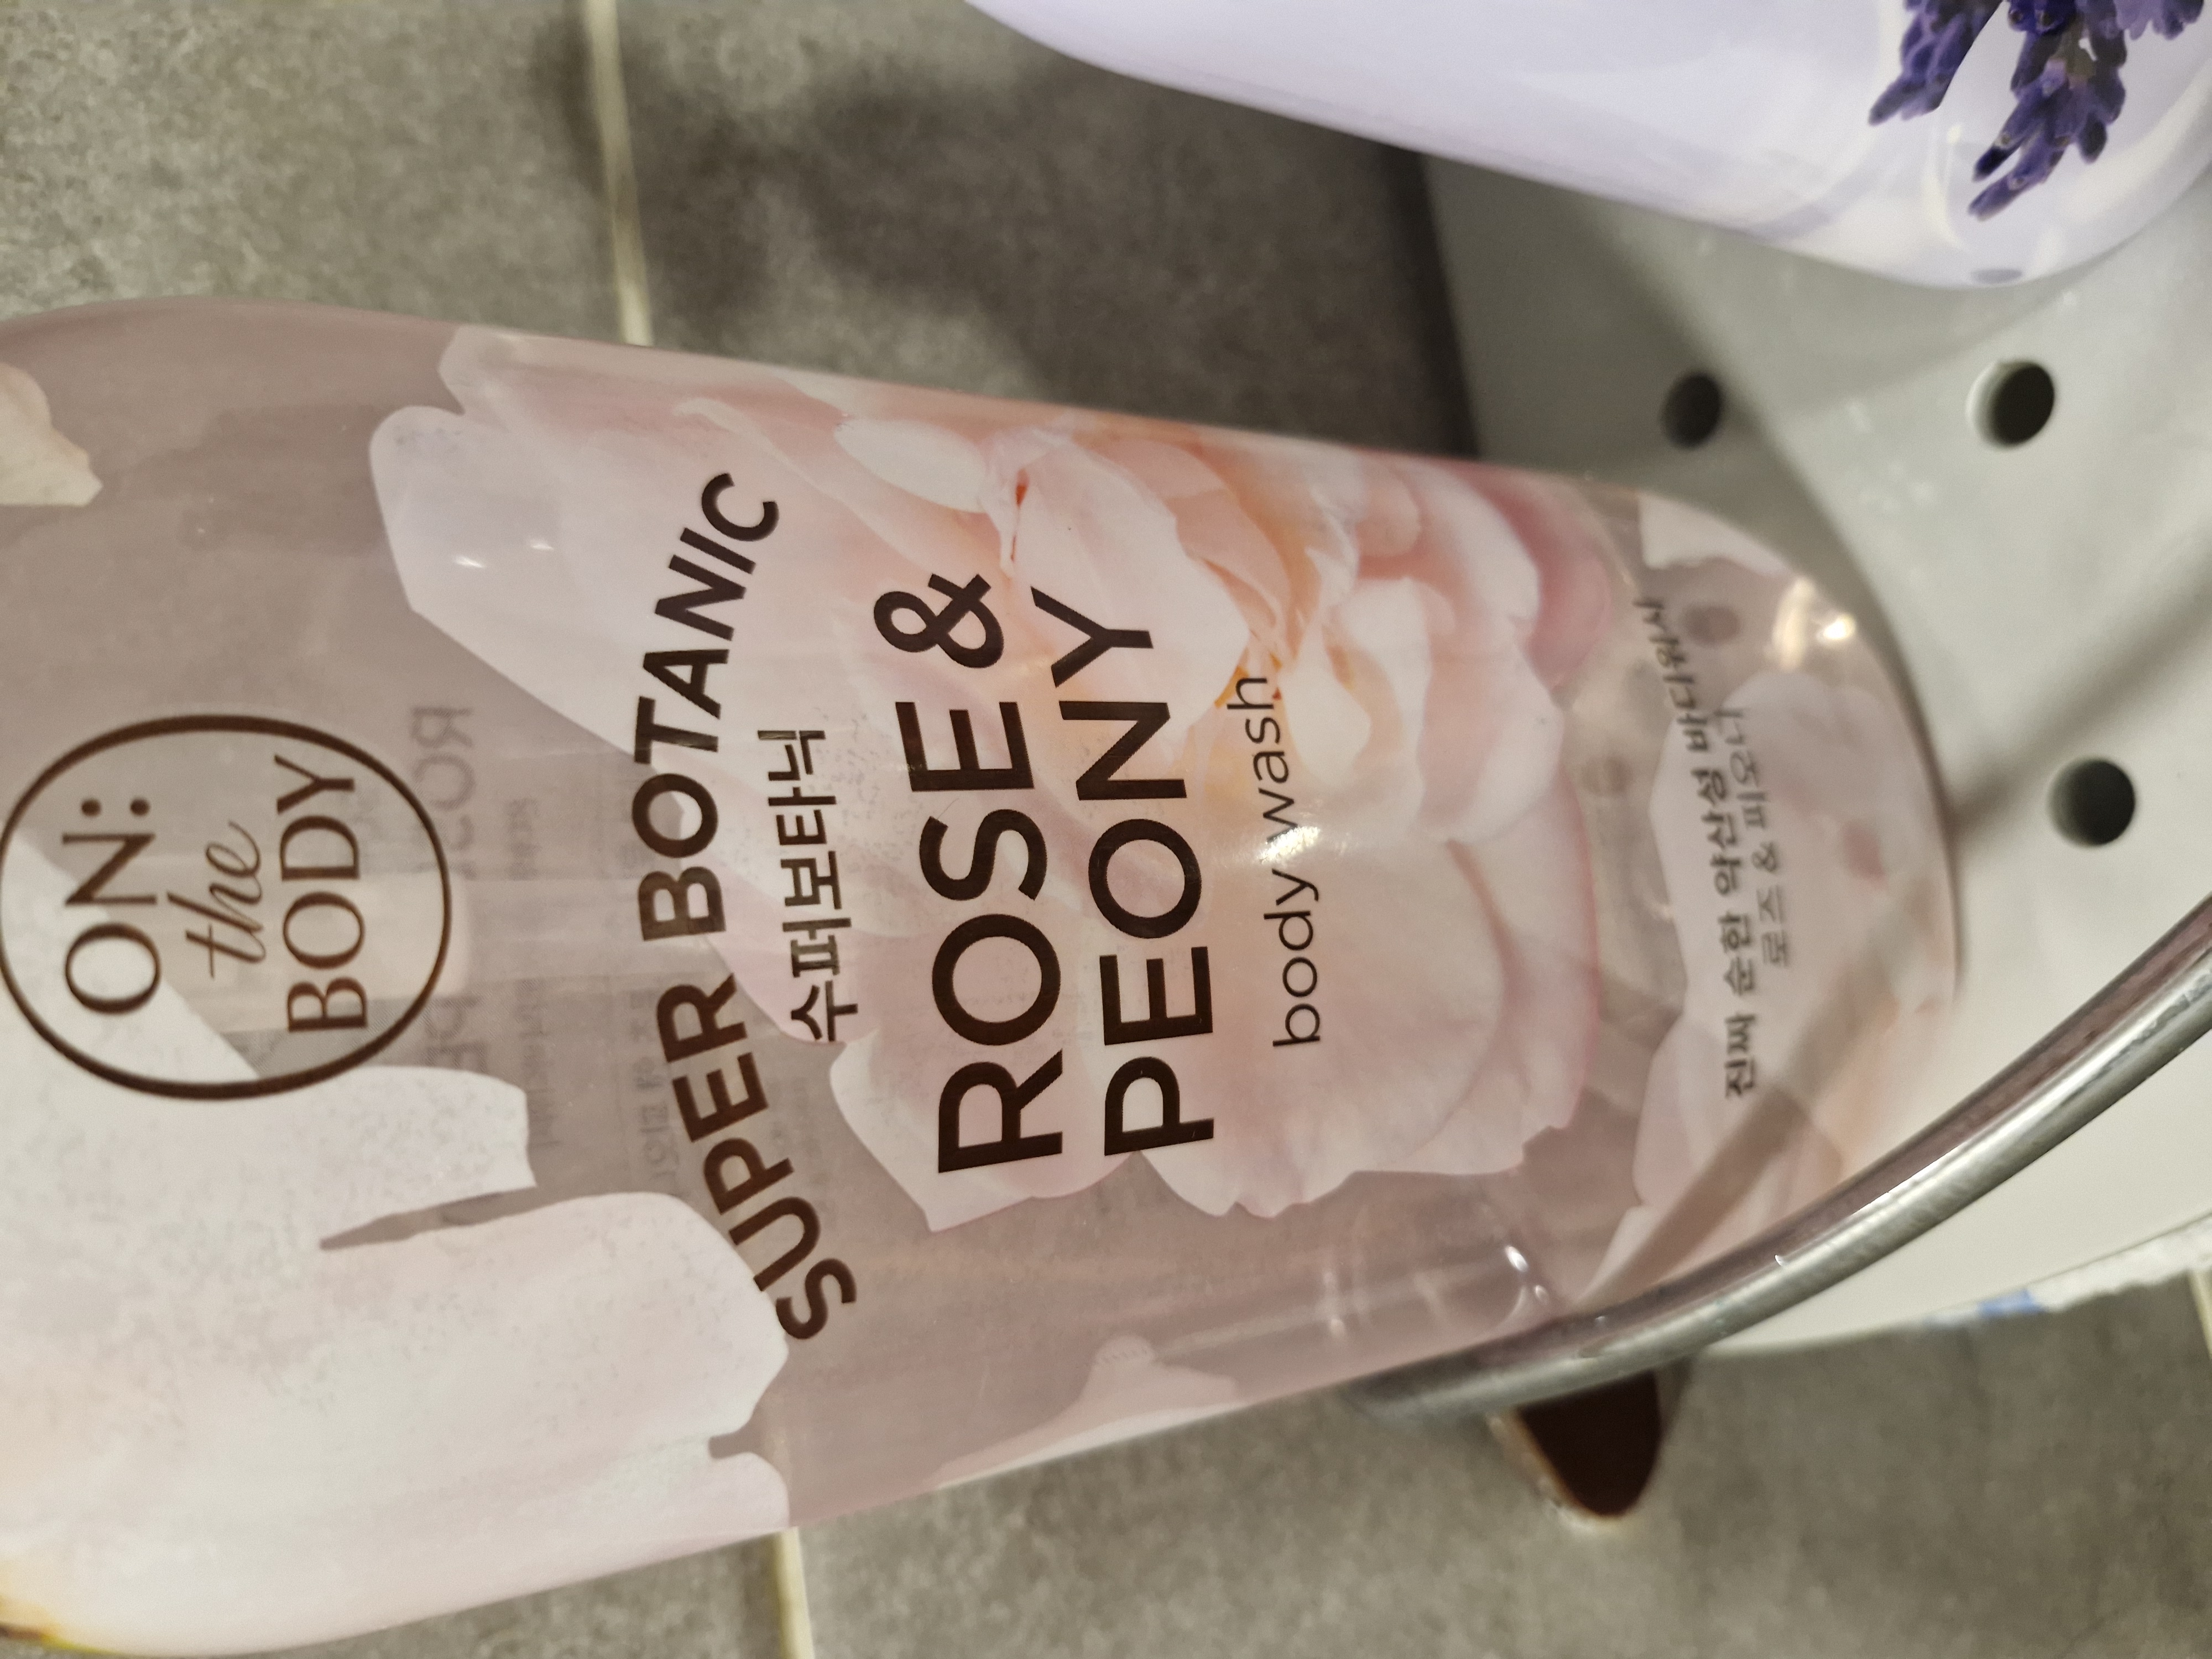 ON:
the
BODY
SUPER BOTANIC
수퍼보타닉
ROSE &
PEONY
body wash
진짜 순한 약산성 바디워시
로즈 & 피오니